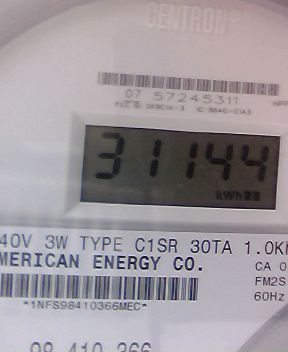 CENTRON®
07 57245311
31144
kWh
40V 3W TYPE C1SR 30TA 1.0K
MERICAN ENERGY CO.
CA 0
FM2S
60Hz
*1NFS98410366MEC*
98 410 366